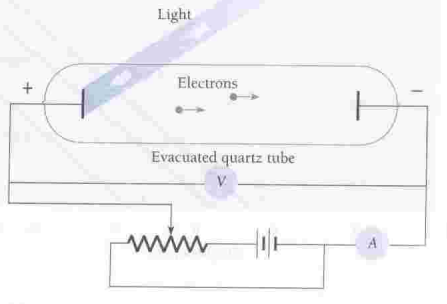 Light
+
Electrons
−
Evacuated quartz tube
V
A